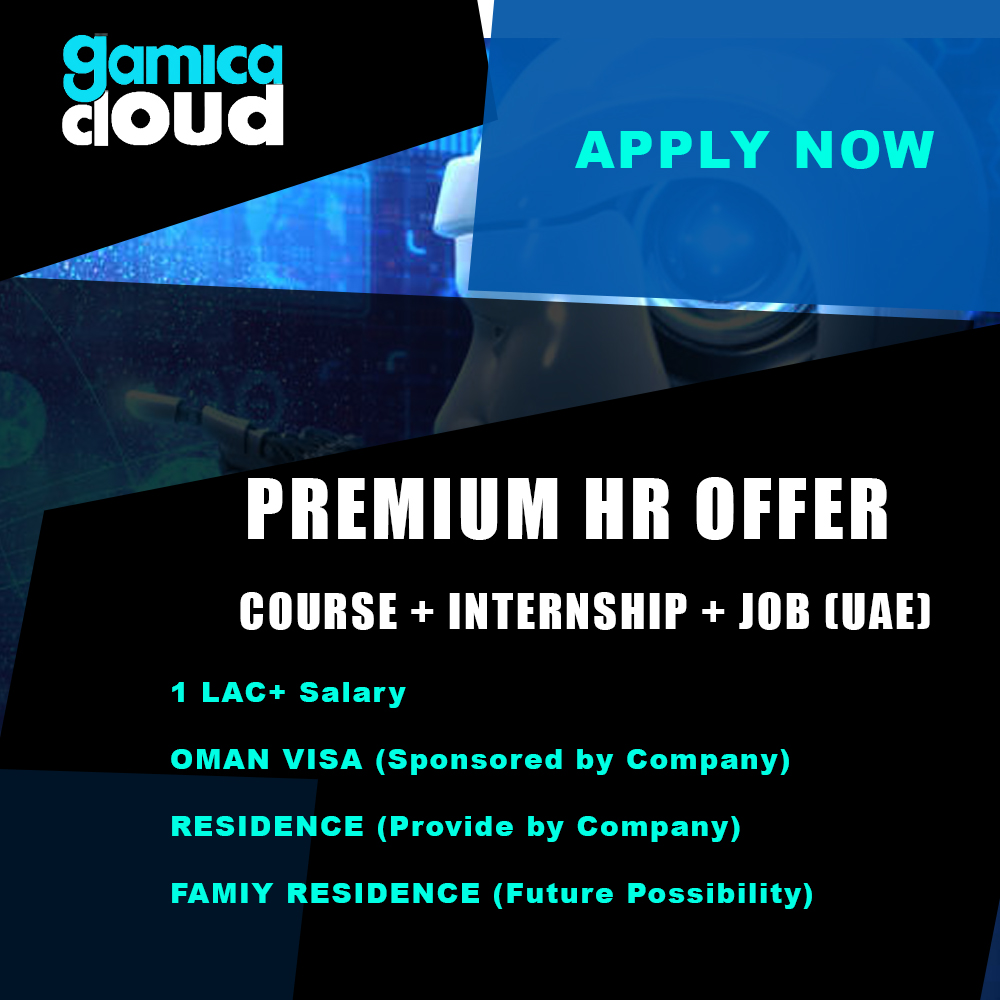 gamica
cloud
APPLY NOW
PREMIUM HR OFFER
COURSE + INTERNSHIP + JOB (UAE)
1 LAC+ Salary
OMAN VISA (Sponsored by Company)
RESIDENCE (Provide by Company)
FAMIY RESIDENCE (Future Possibility)